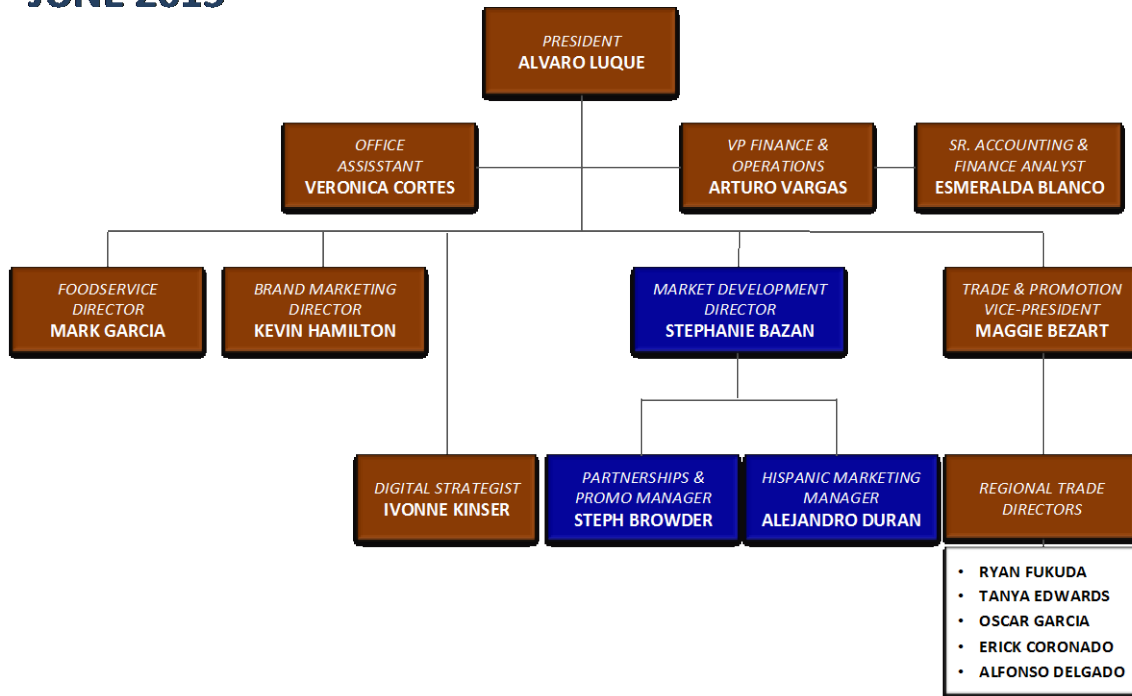 JUNE 2015
PRESIDENT
ALVARO LUQUE
OFFICE
ASSISSTANT
VERONICA CORTES
VP FINANCE &
OPERATIONS
ARTURO VARGAS
SR. ACCOUNTING &
FINANCE ANALYST
ESMERALDA BLANCO
FOODSERVICE
DIRECTOR
MARK GARCIA
BRAND MARKETING
DIRECTOR
KEVIN HAMILTON
MARKET DEVELOPMENT
DIRECTOR
STEPHANIE BAZAN
TRADE & PROMOTION
VICE-PRESIDENT
MAGGIE BEZART
DIGITAL STRATEGIST
IVONNE KINSER
PARTNERSHIPS &
PROMO MANAGER
STEPH BROWDER
HISPANIC MARKETING
MANAGER
ALEJANDRO DURAN
REGIONAL TRADE
DIRECTORS
• RYAN FUKUDA
• TANYA EDWARDS
• OSCAR GARCIA
• ERICK CORONADO
• ALFONSO DELGADO